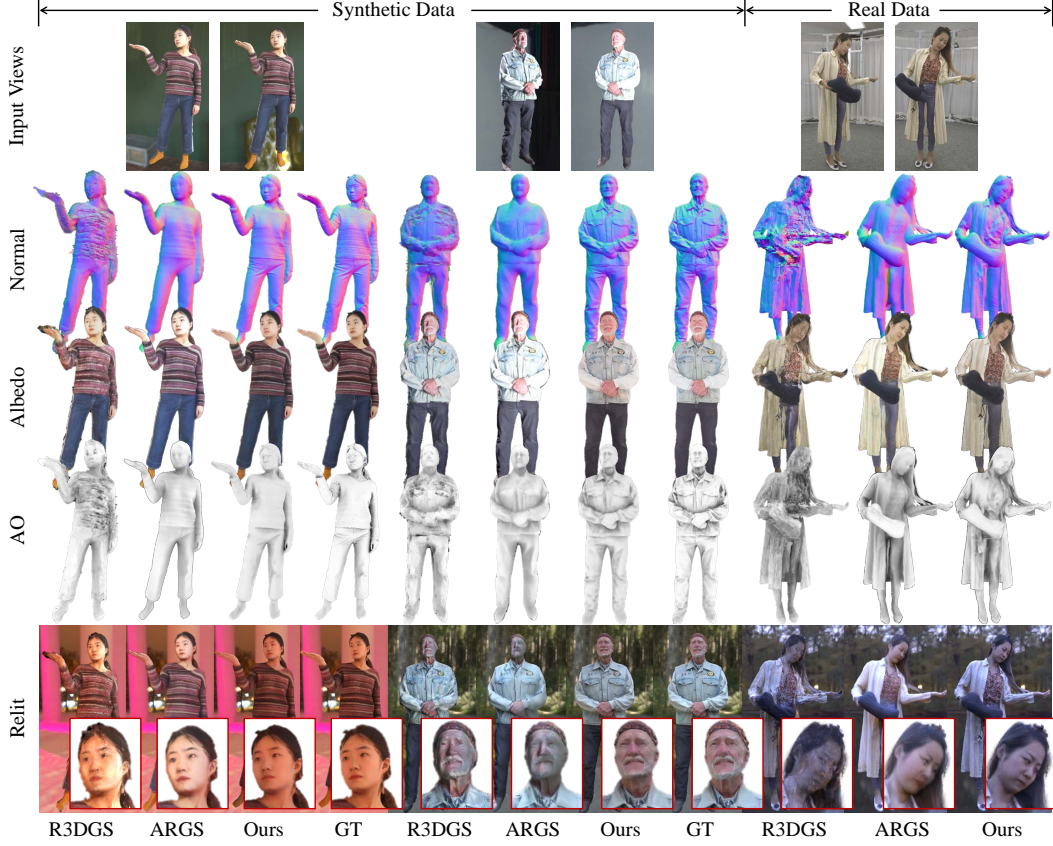 Synthetic Data
Real Data
Input Views
Normal
Albedo
AO
Relit
R3DGS
ARGS
Ours
GT
R3DGS
ARGS
Ours
GT
R3DGS
ARGS
Ours